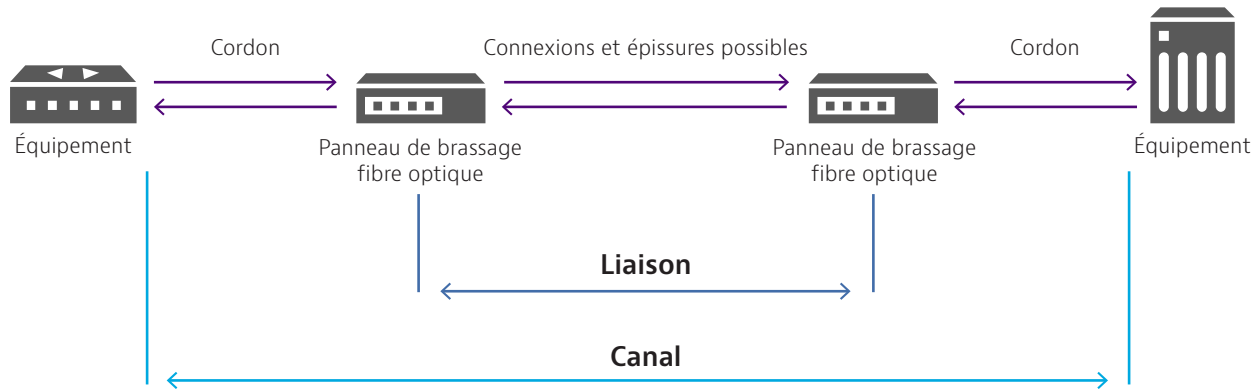 Cordon
Connexions et épissures possibles
Cordon
Équipement
Panneau de brassage
fibre optique
Panneau de brassage
fibre optique
Équipement
Liaison
Canal